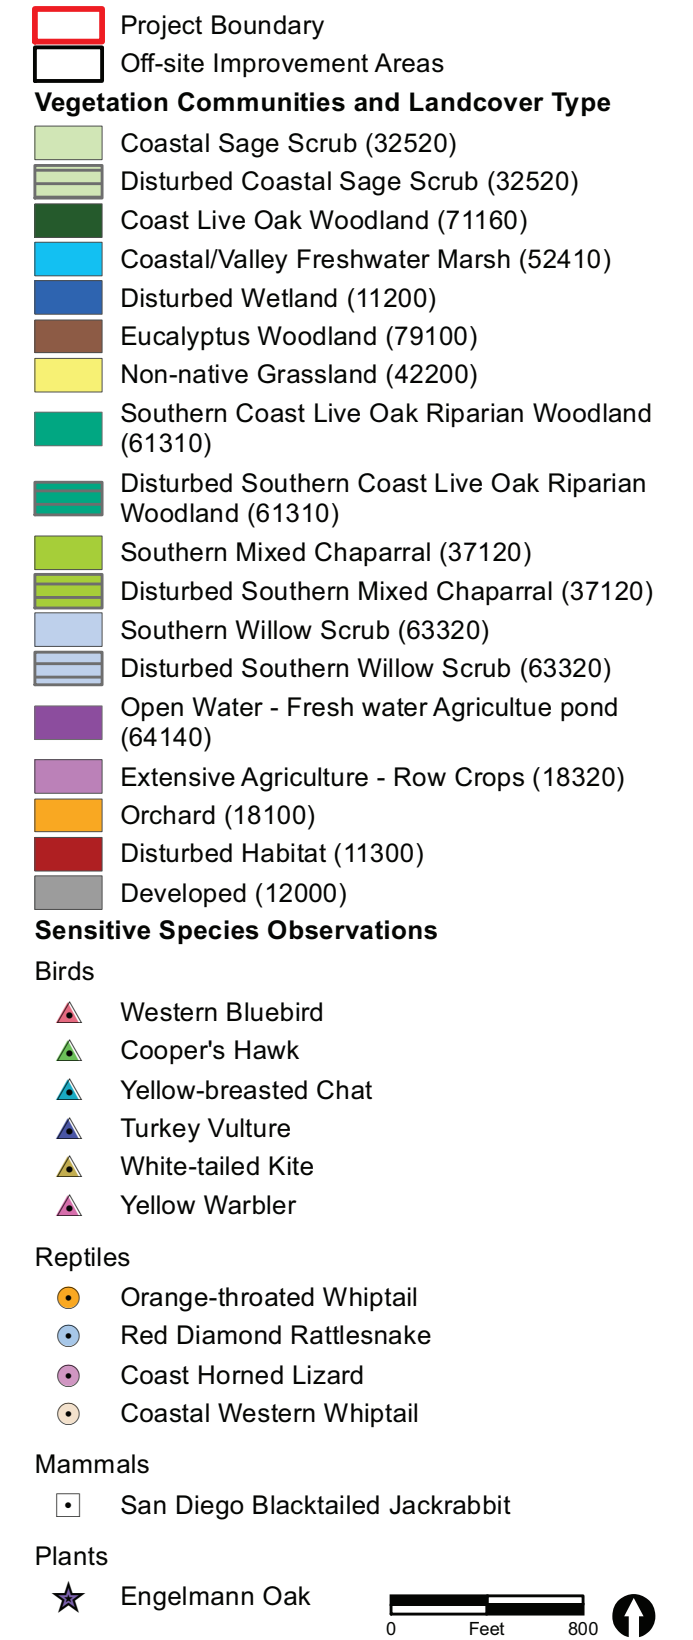 Project Boundary
Off-site Improvement Areas
Vegetation Communities and Landcover Type
Coastal Sage Scrub (32520)
Disturbed Coastal Sage Scrub (32520)
Coast Live Oak Woodland (71160)
Coastal/Valley Freshwater Marsh (52410)
Disturbed Wetland (11200)
Eucalyptus Woodland (79100)
Non-native Grassland (42200)
Southern Coast Live Oak Riparian Woodland
(61310)
Disturbed Southern Coast Live Oak Riparian
Woodland (61310)
Southern Mixed Chaparral (37120)
Disturbed Southern Mixed Chaparral (37120)
Southern Willow Scrub (63320)
Disturbed Southern Willow Scrub (63320)
Open Water - Fresh water Agricultue pond
(64140)
Extensive Agriculture - Row Crops (18320)
Orchard (18100)
Disturbed Habitat (11300)
Developed (12000)
Sensitive Species Observations
Birds
Western Bluebird
Cooper's Hawk
Yellow-breasted Chat
Turkey Vulture
White-tailed Kite
Yellow Warbler
Reptiles
Orange-throated Whiptail
Red Diamond Rattlesnake
Coast Horned Lizard
Coastal Western Whiptail
Mammals
San Diego Blacktailed Jackrabbit
Plants
Engelmann Oak
0 Feet 800